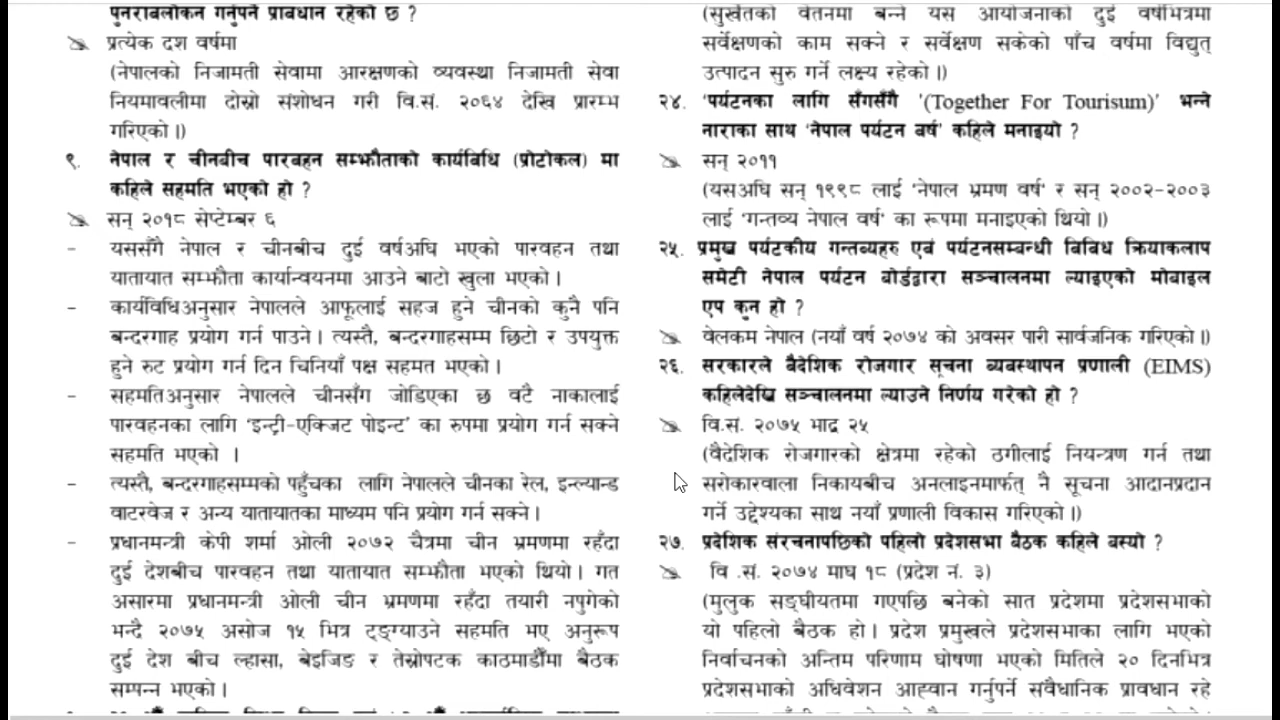 पुनरावलोकन गर्नुपर्ने प्रावधान रहेको छ ?
प्रत्येक दश वर्षमा
(नेपालको निजामती सेवामा आरक्षणको व्यवस्था निजामती सेवा
नियमावलीमा दोस्रो संशोधन गरी वि.सं. २०६४ देखि प्रारम्भ
गरिएको ।)
९. नेपाल र चीनबीच पारवहन सम्झौताको कार्यविधि (प्रोटोकल) मा
कहिले सहमति भएको हो ?
सन् २०१८ सेप्टेम्बर ६
- यससँगै नेपाल र चीनबीच दुई वर्षअघि भएको पारवहन तथा
यातायात सम्झौता कार्यान्वयनमा आउने बाटो खुला भएको ।
- कार्यविधिअनुसार नेपालले आफूलाई सहज हुने चीनको कुनै पनि
बन्दरगाह प्रयोग गर्न पाउने । त्यस्तै, बन्दरगाहसम्म छिटो र उपयुक्त
हुने रुट प्रयोग गर्न दिन चिनियाँ पक्ष सहमत भएको ।
- सहमतिअनुसार नेपालले चीनसँग जोडिएका छ वटै नाकालाई
पारवहनका लागि 'इन्ट्री-एक्जिट पोइन्ट' का रुपमा प्रयोग गर्न सक्ने
सहमति भएको ।
- त्यस्तै, बन्दरगाहसम्मको पहुँचका लागि नेपालले चीनका रेल, इन्ल्यान्ड
वाटरवेज र अन्य यातायातका माध्यम पनि प्रयोग गर्न सक्ने ।
- प्रधानमन्त्री केपी शर्मा ओली २०७२ चैत्रमा चीन भ्रमणमा रहँदा
दुई देशबीच पारवहन तथा यातायात सम्झौता भएको थियो । गत
असारमा प्रधानमन्त्री ओली चीन भ्रमणमा रहँदा तयारी नपुगेको
भन्दै २०७५ असोज १५ भित्र टुङ्ग्याउने सहमति भए अनुरूप
दुई देश बीच ल्हासा, बेइजिङ र तेस्रोपटक काठमाडौँमा बैठक
सम्पन्न भएको ।
(सुर्खेतको वेतनमा बन्ने यस आयोजनाको दुई वर्षभित्रमा
सर्वेक्षणको काम सक्ने र सर्वेक्षण सकेको पाँच वर्षमा विद्युत्
उत्पादन सुरु गर्ने लक्ष्य रहेको ।)
२४. 'पर्यटनका लागि सँगसँगै '(Together For Tourisum)' भन्ने
नाराका साथ 'नेपाल पर्यटन वर्ष' कहिले मनाइयो ?
सन् २०११
(यसअघि सन् १९९८ लाई 'नेपाल भ्रमण वर्ष' र सन् २००२-२००३
लाई 'गन्तव्य नेपाल वर्ष' का रूपमा मनाइएको थियो ।)
२५. प्रमुख पर्यटकीय गन्तव्यहरु एवं पर्यटनसम्बन्धी विविध क्रियाकलाप
समेटी नेपाल पर्यटन बोर्डद्वारा सञ्चालनमा ल्याइएको मोबाइल
एप कुन हो ?
वेलकम नेपाल (नयाँ वर्ष २०७४ को अवसर पारी सार्वजनिक गरिएको ।)
२६. सरकारले वैदेशिक रोजगार सूचना व्यवस्थापन प्रणाली (EIMS)
कहिलेदेखि सञ्चालनमा ल्याउने निर्णय गरेको हो ?
वि.सं. २०७५ भाद्र २५
(वैदेशिक रोजगारको क्षेत्रमा रहेको ठगीलाई नियन्त्रण गर्न तथा
सरोकारवाला निकायबीच अनलाइनमार्फत् नै सूचना आदानप्रदान
गर्ने उद्देश्यका साथ नयाँ प्रणाली विकास गरिएको ।)
२७. प्रदेशिक संरचनापछिको पहिलो प्रदेशसभा बैठक कहिले बस्यो ?
वि .सं. २०७४ माघ १८ (प्रदेश नं. ३)
(मुलुक सङ्घीयतमा गएपछि बनेको सात प्रदेशमा प्रदेशसभाको
यो पहिलो बैठक हो । प्रदेश प्रमुखले प्रदेशसभाका लागि भएको
निर्वाचनको अन्तिम परिणाम घोषणा भएको मितिले २० दिनभित्र
प्रदेशसभाको अधिवेशन आह्वान गर्नुपर्ने संवैधानिक प्रावधान रहे